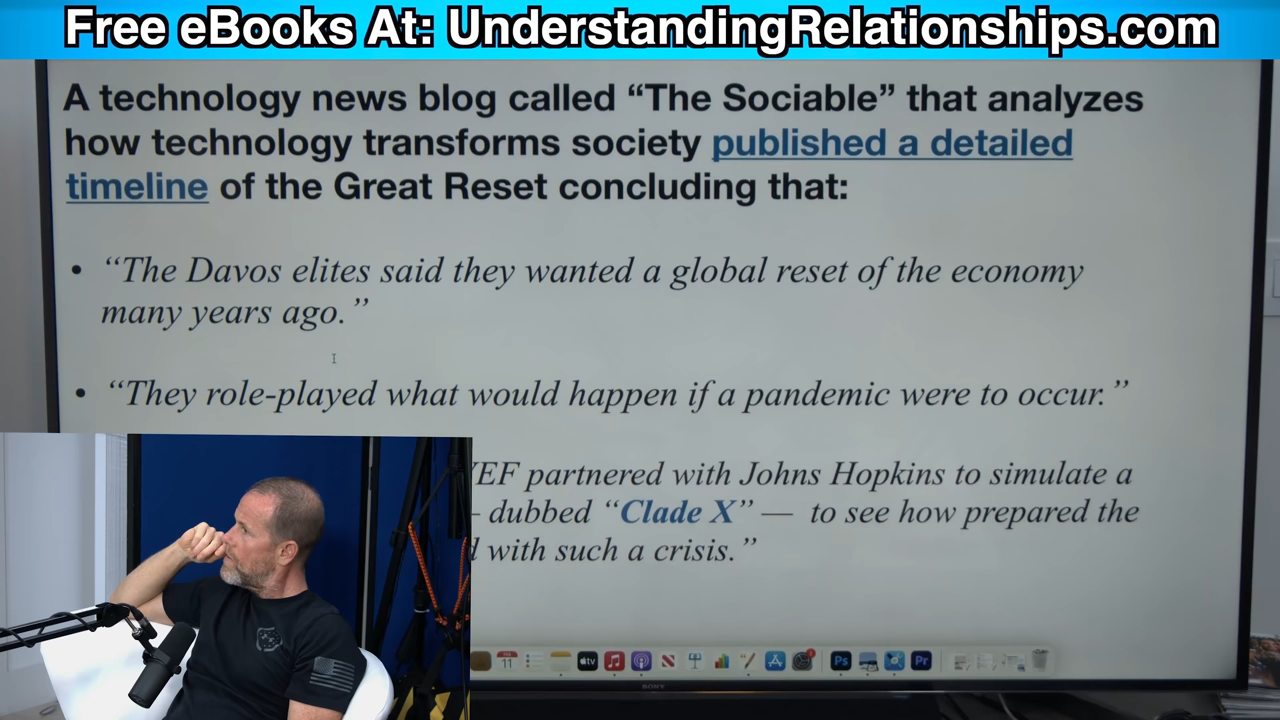 Free eBooks At: UnderstandingRelationships.com
A technology news blog called “The Sociable” that analyzes
how technology transforms society published a detailed
timeline of the Great Reset concluding that:
• “The Davos elites said they wanted a global reset of the economy
many years ago.”
• “They role-played what would happen if a pandemic were to occur.”
partnered with Johns Hopkins to simulate a
– dubbed “Clade X” — to see how prepared the
with such a crisis.”
11
Ps
Pr
SONY